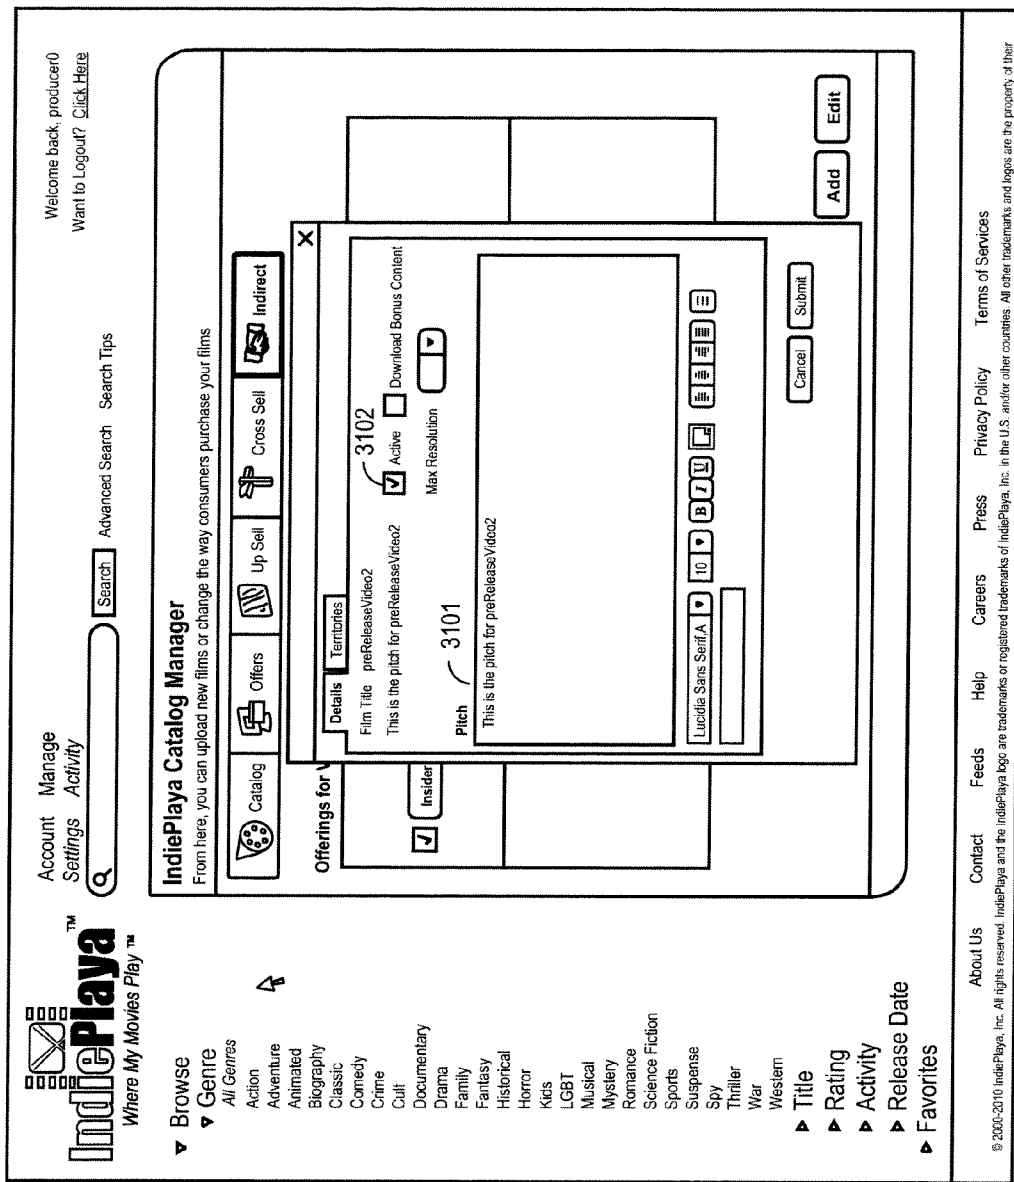 IndiePlaya™
Where My Movies Play ™
Account Manage
Settings Activity
Welcome back, producer0
Want to Logout? Click Here
Search Advanced Search Search Tips
Browse
Genre
All Genres
Action
Adventure
Animated
Biography
Classic
Comedy
Crime
Cult
Documentary
Drama
Family
Fantasy
Historical
Horror
Kids
LGBT
Musical
Mystery
Romance
Science Fiction
Sports
Suspense
Spy
Thriller
War
Western
Title
Rating
Activity
Release Date
Favorites
IndiePlaya Catalog Manager
From here, you can upload new films or change the way consumers purchase your films
Catalog Offers Up Sell Cross Sell Indirect
Offerings for V
Insider
X
Details Territories
Film Title preReleaseVideo2
This is the pitch for preReleaseVideo2
3102
Active Download Bonus Content
Max Resolution
Pitch
3101
This is the pitch for preReleaseVideo2
Lucidia Sans Serif,A 10 B I U
Cancel Submit
Add Edit
About Us Contact Feeds Help Careers Press Privacy Policy Terms of Services
© 2000-2010 IndiePlaya, Inc. All rights reserved. IndiePlaya and the IndiePlaya logo are trademarks or registered trademarks of IndiePlaya, Inc. in the U.S. and/or other countries. All other trademarks and logos are the property of their